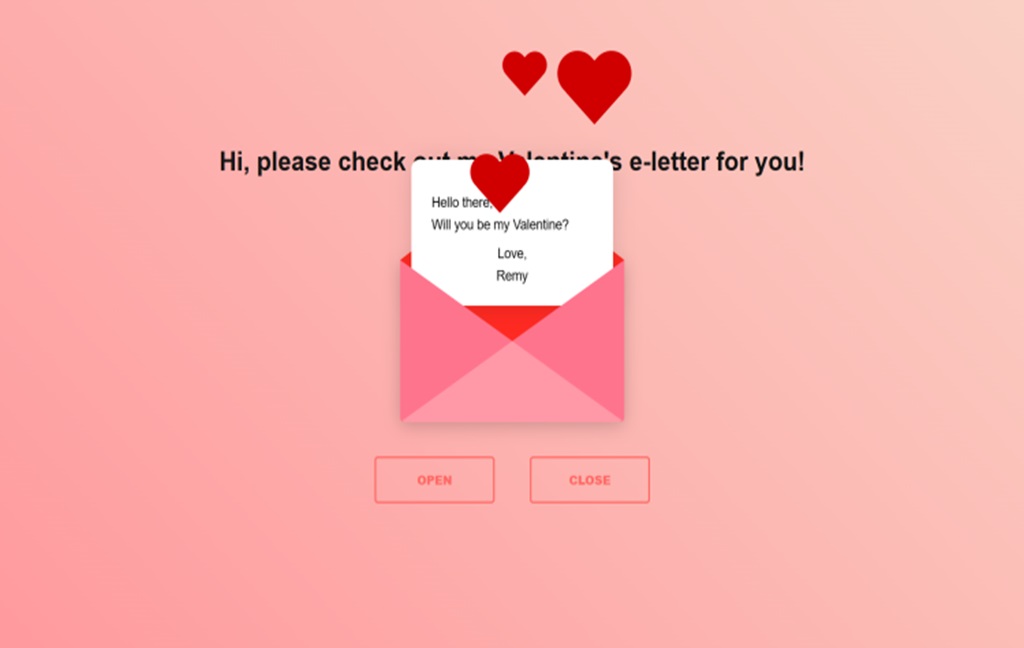 Hi, please check out my Valentine's e-letter for you!
Hello there,
Will you be my Valentine?
Love,
Remy
OPEN
CLOSE